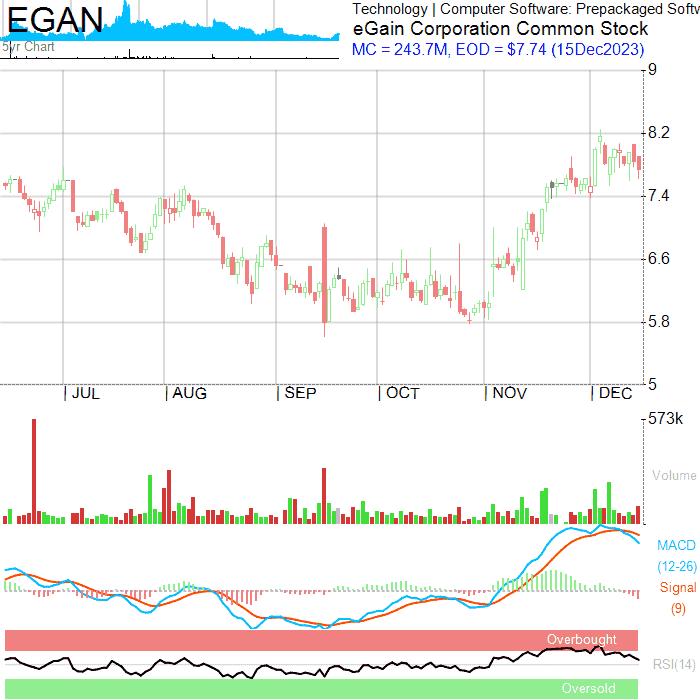 EGAN
5yr Chart
Technology | Computer Software: Prepackaged Softw
eGain Corporation Common Stock
MC = 243.7M, EOD = $7.74 (15Dec2023)
9
8.2
7.4
6.6
5.8
5
| JUL | AUG | SEP | OCT | NOV | DEC
573k
Volume
MACD
(12-26)
Signal
(9)
Overbought
RSI(14)
Oversold